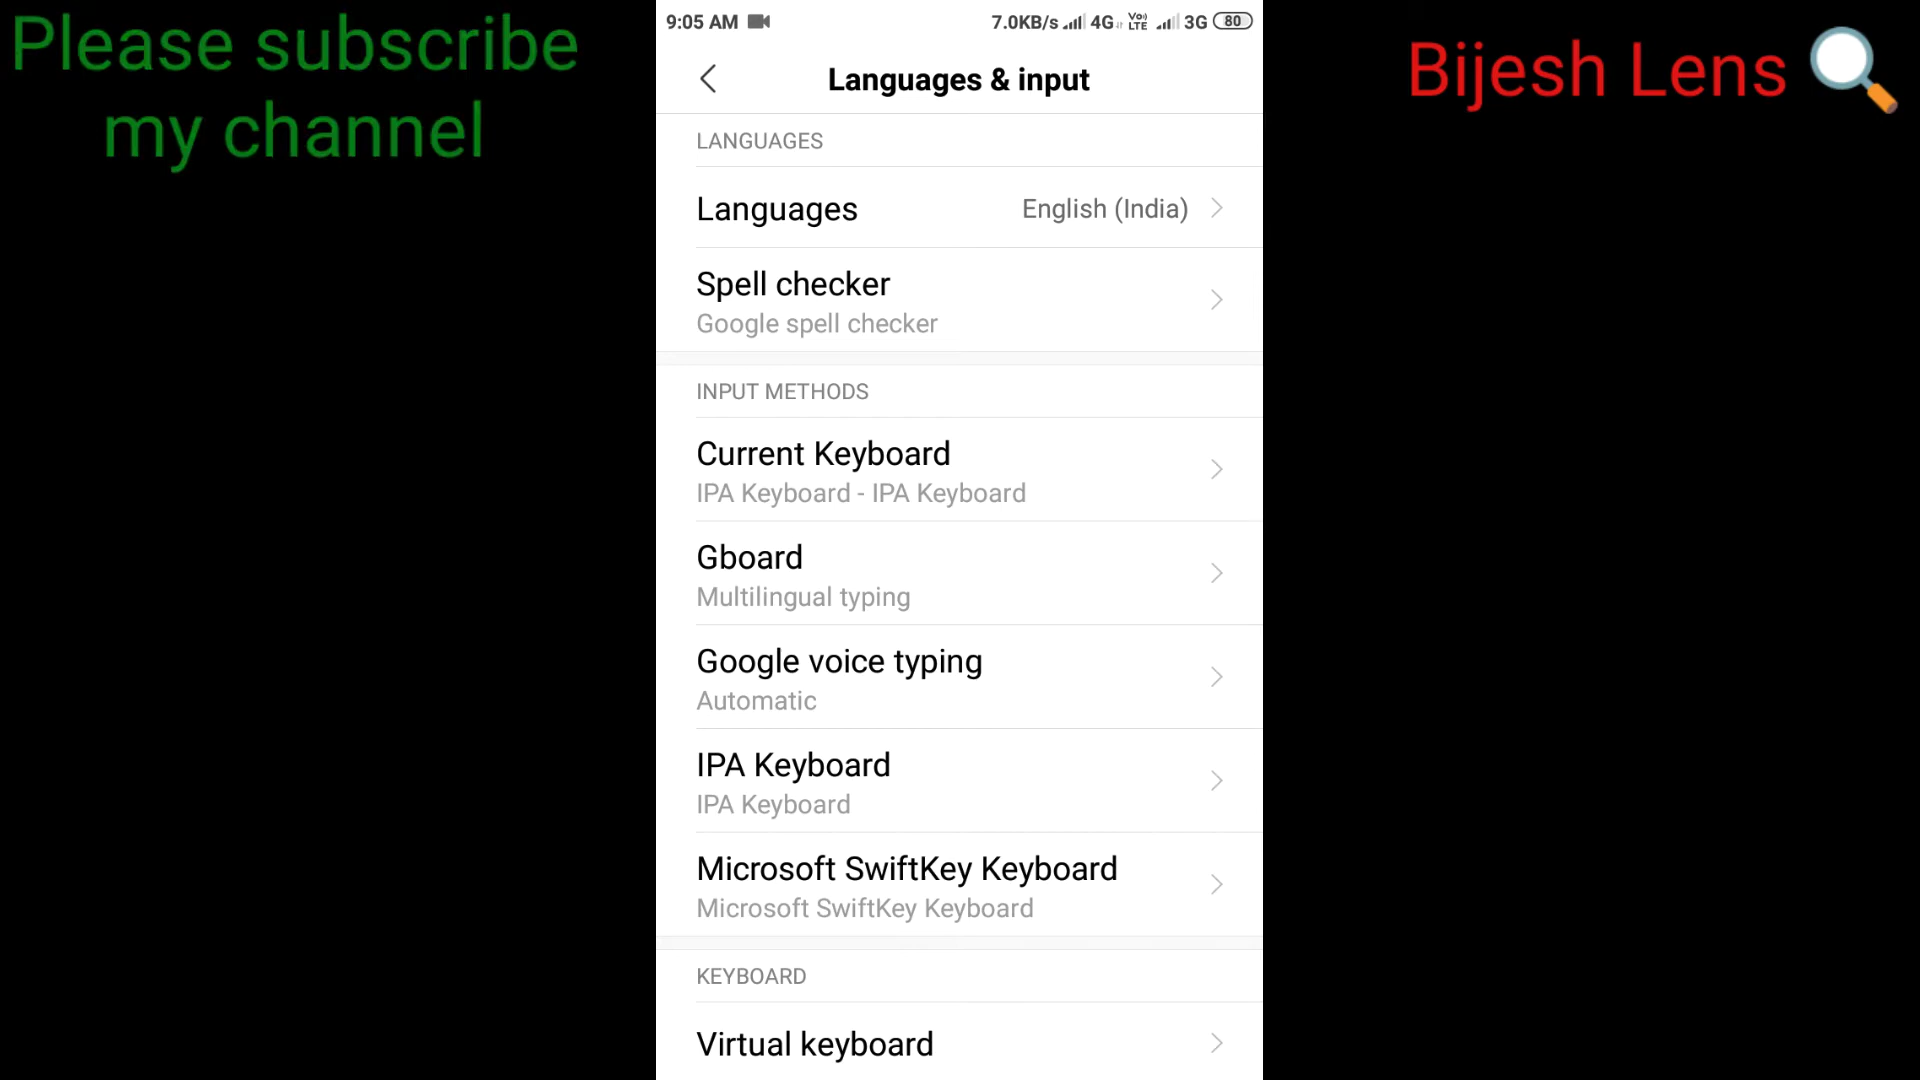 Please subscribe
my channel
Bijesh Lens
9:05 AM 7.0KB/s 4G Vo) LTE 3G 80
Languages & input
LANGUAGES
Languages English (India)
Spell checker
Google spell checker
INPUT METHODS
Current Keyboard
IPA Keyboard - IPA Keyboard
Gboard
Multilingual typing
Google voice typing
Automatic
IPA Keyboard
IPA Keyboard
Microsoft SwiftKey Keyboard
Microsoft SwiftKey Keyboard
KEYBOARD
Virtual keyboard